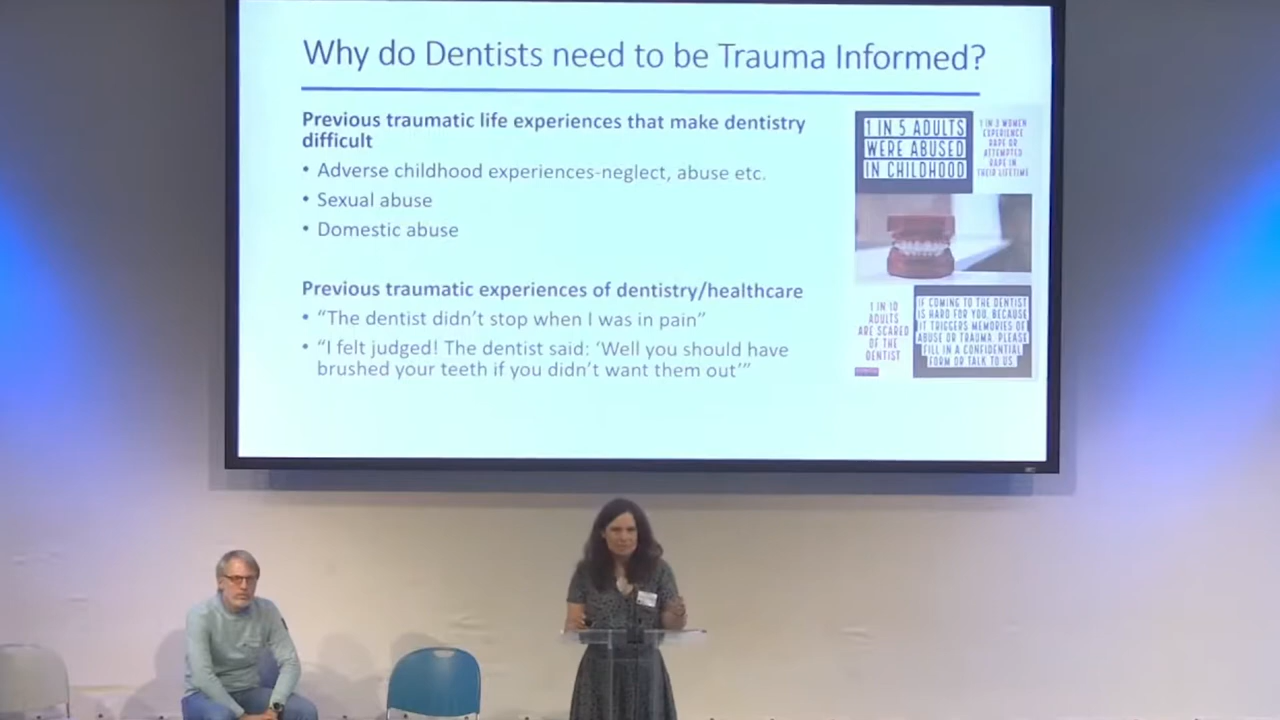 Why do Dentists need to be Trauma Informed?
Previous traumatic life experiences that make dentistry
difficult
• Adverse childhood experiences-neglect, abuse etc.
• Sexual abuse
• Domestic abuse
Previous traumatic experiences of dentistry/healthcare
• “The dentist didn’t stop when I was in pain”
• “I felt judged! The dentist said: ‘Well you should have
brushed your teeth if you didn’t want them out’”
1 IN 5 ADULTS
WERE ABUSED
IN CHILDHOOD
1 IN 3 WOMEN
EXPERIENCE
RAPE OR
ATTEMPTED
RAPE IN
THEIR LIFETIME
1 IN 10
ADULTS
ARE SCARED
OF THE
DENTIST
IF COMING TO THE DENTIST
IS HARD FOR YOU, BECAUSE
IT TRIGGERS MEMORIES OF
ABUSE OR TRAUMA, PLEASE
FILL IN A CONFIDENTIAL
FORM OR TALK TO US